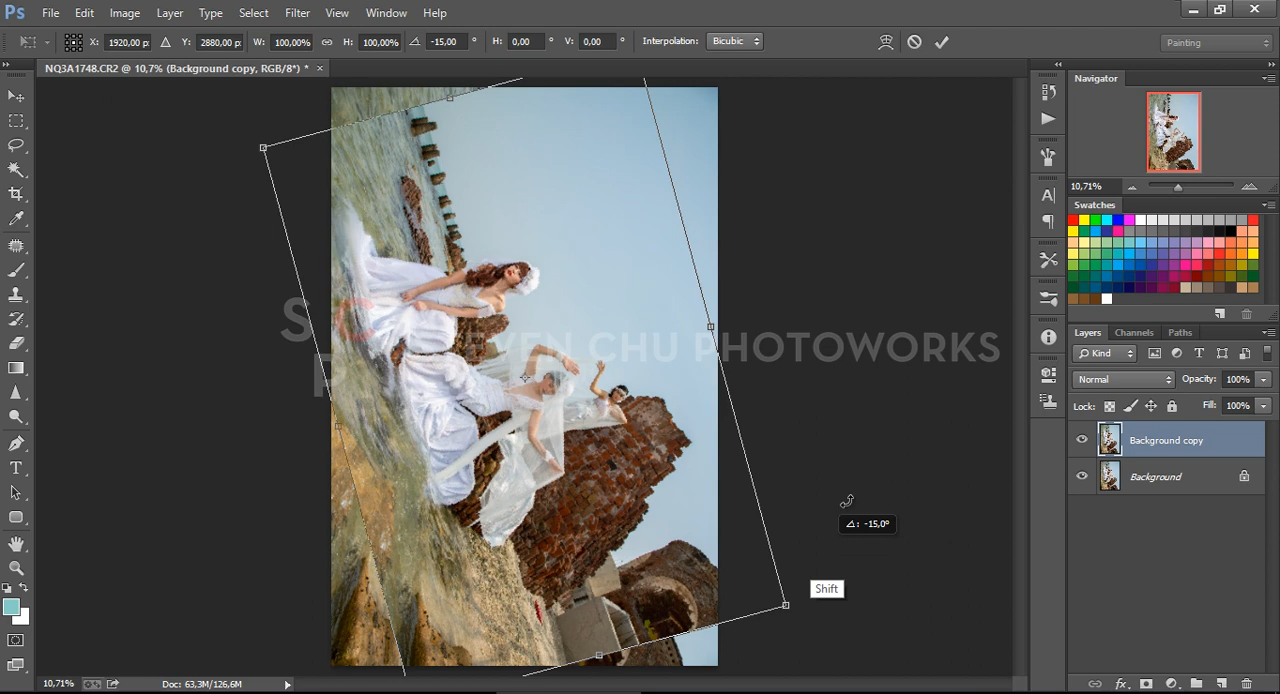 Ps File Edit Image Layer Type Select Filter View Window Help
X: 1920,00 p Y: 2880,00 p W: 100,00% H: 100,00% -15,00 ° H: 0,00 ° V: 0,00 ° Interpolation: Bicubic Painting
NQ3A1748.CR2 @ 10,7% (Background copy, RGB/8*) * ×
Navigator
10,71%
Swatches
STEVEN CHU PHOTOWORKS
S C
P
Layers Channels Paths
Kind
Normal Opacity: 100%
Lock: Fill: 100%
Background copy
Background
: -15,0°
Shift
10,71% Doc: 63,3M/126,6M